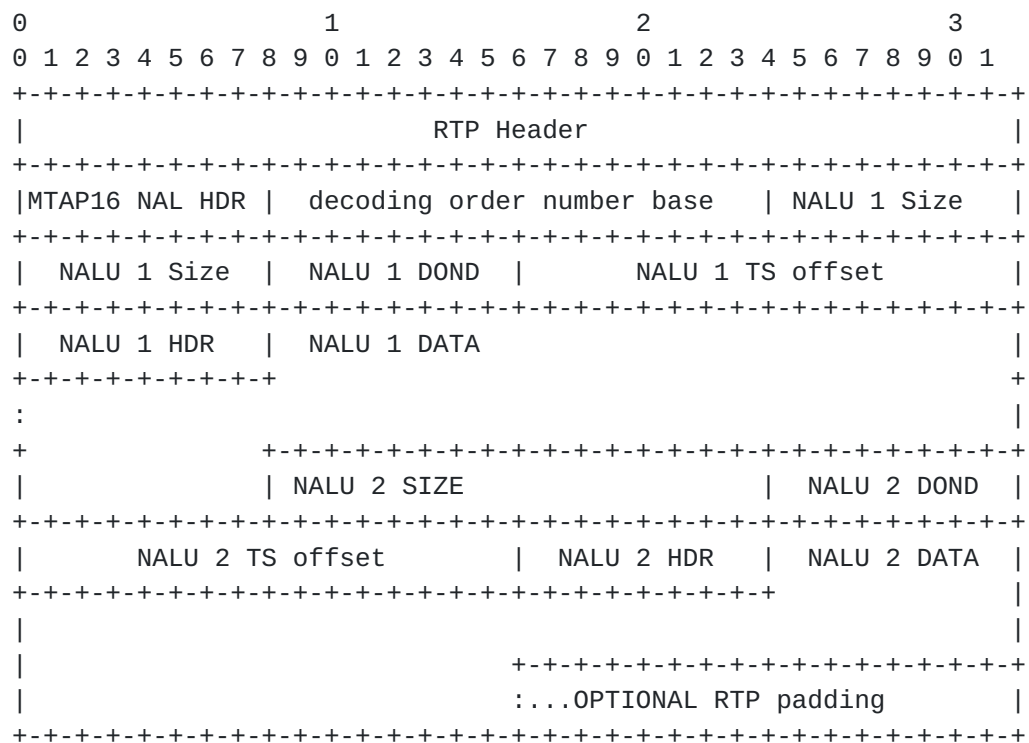 0                   1                   2                   3
0 1 2 3 4 5 6 7 8 9 0 1 2 3 4 5 6 7 8 9 0 1 2 3 4 5 6 7 8 9 0 1
+-+-+-+-+-+-+-+-+-+-+-+-+-+-+-+-+-+-+-+-+-+-+-+-+-+-+-+-+-+-+-+-+
|                          RTP Header                           |
+-+-+-+-+-+-+-+-+-+-+-+-+-+-+-+-+-+-+-+-+-+-+-+-+-+-+-+-+-+-+-+-+
|MTAP16 NAL HDR |  decoding order number base   | NALU 1 Size   |
+-+-+-+-+-+-+-+-+-+-+-+-+-+-+-+-+-+-+-+-+-+-+-+-+-+-+-+-+-+-+-+-+
|  NALU 1 Size  |  NALU 1 DOND  |       NALU 1 TS offset        |
+-+-+-+-+-+-+-+-+-+-+-+-+-+-+-+-+-+-+-+-+-+-+-+-+-+-+-+-+-+-+-+-+
|  NALU 1 HDR   |  NALU 1 DATA                                  |
+-+-+-+-+-+-+-+-+                                               +
:                                                               |
+               +-+-+-+-+-+-+-+-+-+-+-+-+-+-+-+-+-+-+-+-+-+-+-+-+
|               | NALU 2 SIZE                   |  NALU 2 DOND  |
+-+-+-+-+-+-+-+-+-+-+-+-+-+-+-+-+-+-+-+-+-+-+-+-+-+-+-+-+-+-+-+-+
|       NALU 2 TS offset        |  NALU 2 HDR   |  NALU 2 DATA  |
+-+-+-+-+-+-+-+-+-+-+-+-+-+-+-+-+-+-+-+-+-+-+-+-+               |
|                                                               |
|                               +-+-+-+-+-+-+-+-+-+-+-+-+-+-+-+-+
|                               :...OPTIONAL RTP padding        |
+-+-+-+-+-+-+-+-+-+-+-+-+-+-+-+-+-+-+-+-+-+-+-+-+-+-+-+-+-+-+-+-+